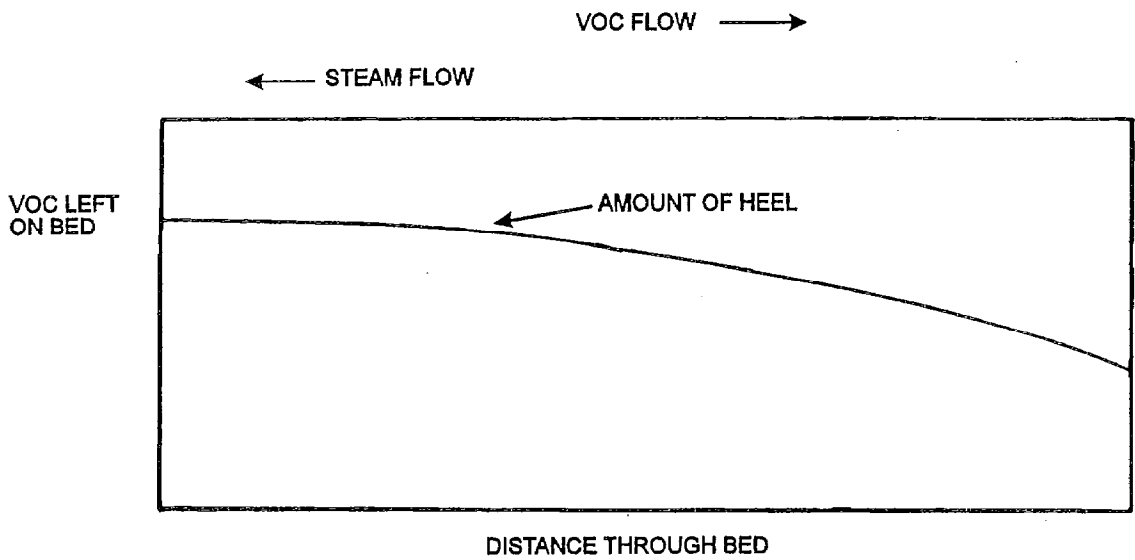 VOC FLOW
STEAM FLOW
VOC LEFT
ON BED
AMOUNT OF HEEL
DISTANCE THROUGH BED